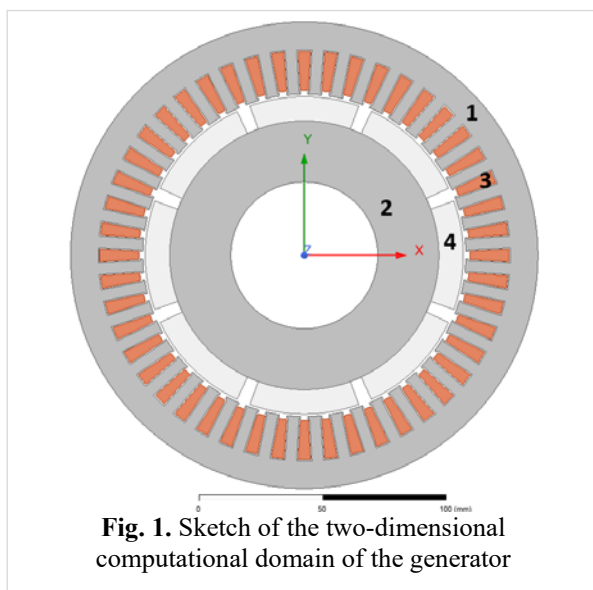 1
Y
3
2
4
Z
X
0
50
100 (mm)
Fig. 1. Sketch of the two-dimensional
computational domain of the generator